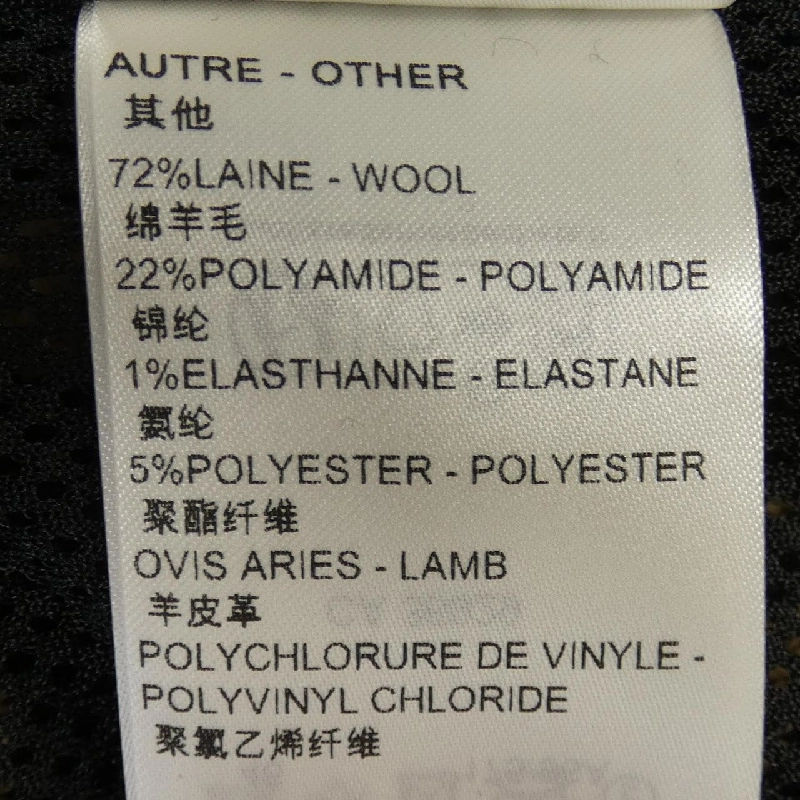 AUTRE - OTHER
其他
72%LAINE - WOOL
绵羊毛
22%POLYAMIDE - POLYAMIDE
锦纶
1%ELASTHANNE - ELASTANE
氨纶
5%POLYESTER - POLYESTER
聚酯纤维
OVIS ARIES - LAMB
羊皮革
POLYCHLORURE DE VINYLE -
POLYVINYL CHLORIDE
聚氯乙烯纤维